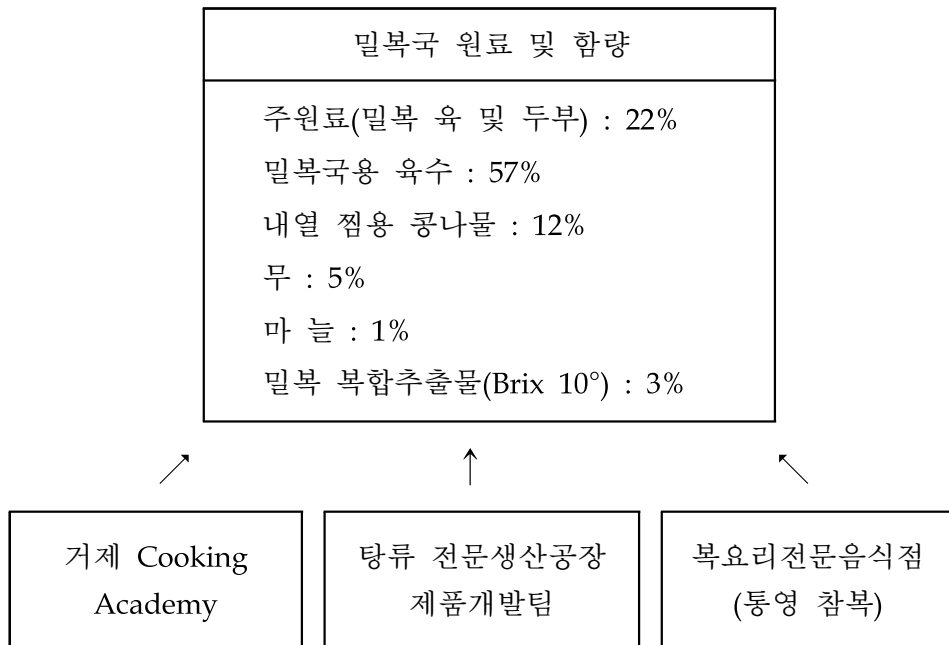 밀복국 원료 및 함량
주원료(밀복 육 및 두부) : 22%
밀복국용 육수 : 57%
내열 찜용 콩나물 : 12%
무 : 5%
마 늘 : 1%
밀복 복합추출물(Brix 10°) : 3%
거제 Cooking
Academy
탕류 전문생산공장
제품개발팀
복요리전문음식점
(통영 참복)